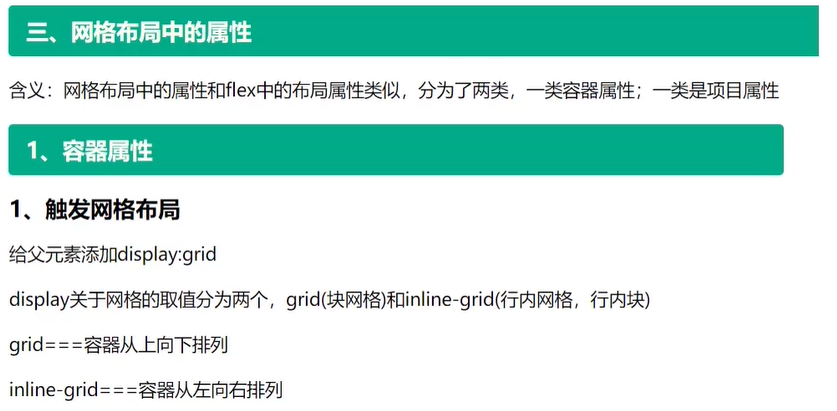 三、网格布局中的属性
含义：网格布局中的属性和flex中的布局属性类似，分为了两类，一类容器属性；一类是项目属性
1、容器属性
1、触发网格布局
给父元素添加display:grid
display关于网格的取值分为两个，grid(块网格)和inline-grid(行内网格，行内块)
grid===容器从上向下排列
inline-grid===容器从左向右排列